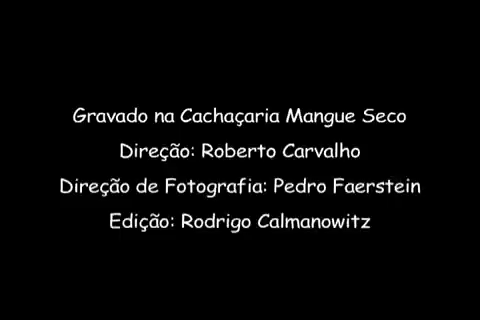 Gravado na Cachaçaria Mangue Seco
Direção: Roberto Carvalho
Direção de Fotografia: Pedro Faerstein
Edição: Rodrigo Calmanowitz